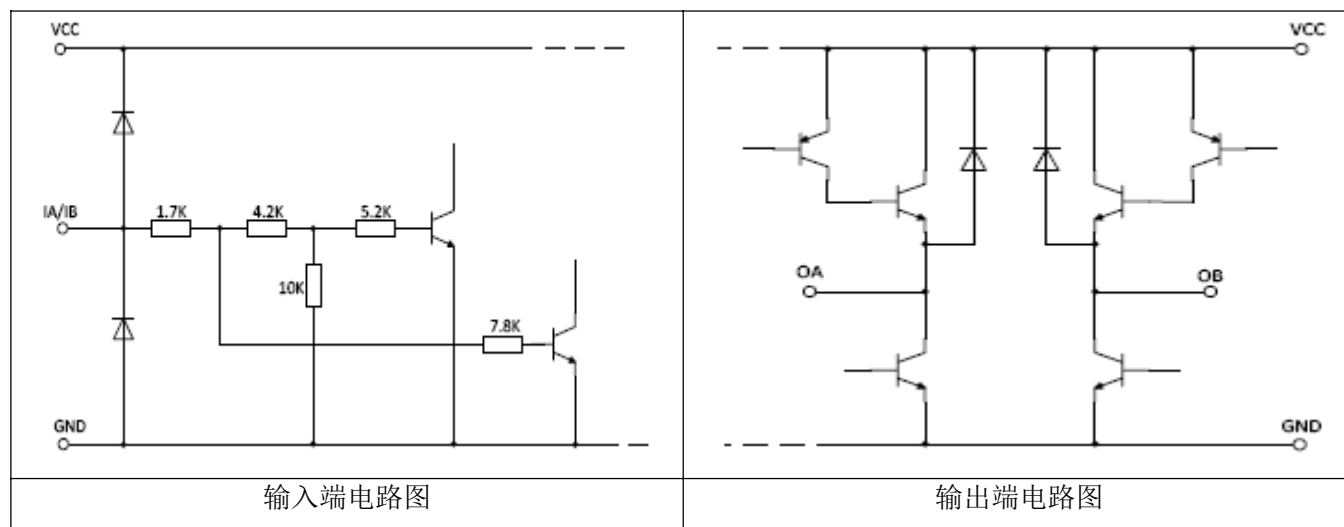 VCC
IA/IB
1.7K
4.2K
5.2K
10K
7.8K
GND
输入端电路图
VCC
OA
OB
GND
输出端电路图